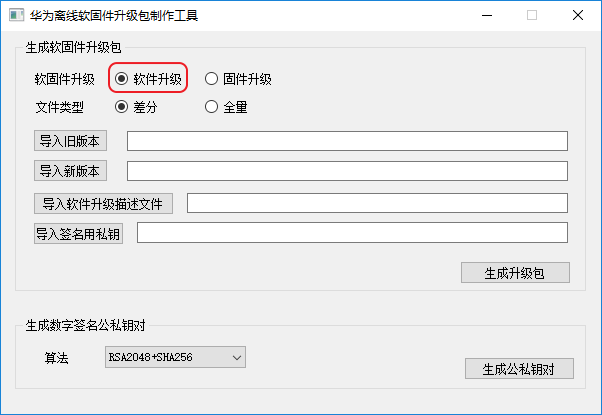 华为离线软固件升级包制作工具
生成软固件升级包
软固件升级 软件升级 固件升级
文件类型 差分 全量
导入旧版本
导入新版本
导入软件升级描述文件
导入签名用私钥
生成升级包
生成数字签名公私钥对
算法 RSA2048+SHA256
生成公私钥对